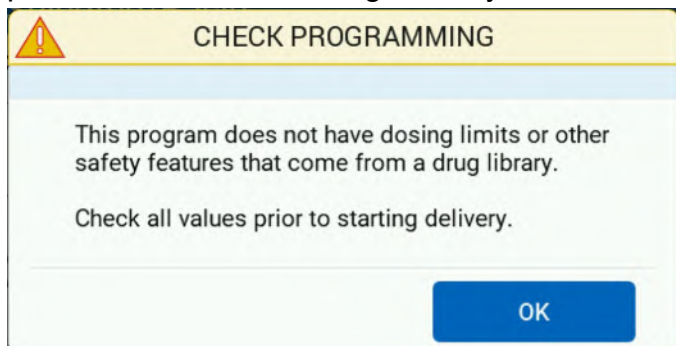 CHECK PROGRAMMING
This program does not have dosing limits or other
safety features that come from a drug library.
Check all values prior to starting delivery.
OK